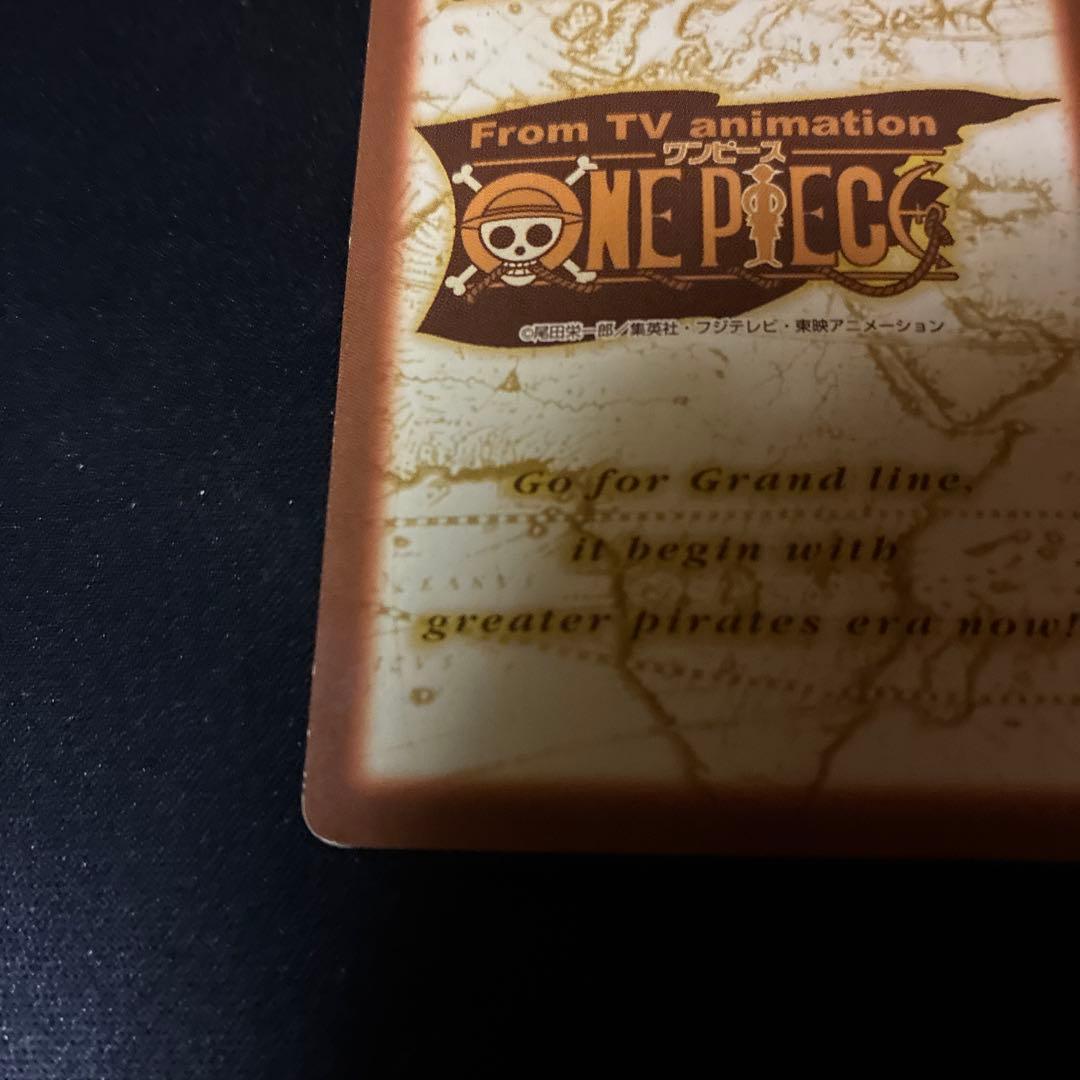 From TV animation
ワンピース
ONE PIECE
©尾田栄一郎／集英社・フジテレビ・東映アニメーション
Go for Grand line,
it begin with
greater pirates era now!